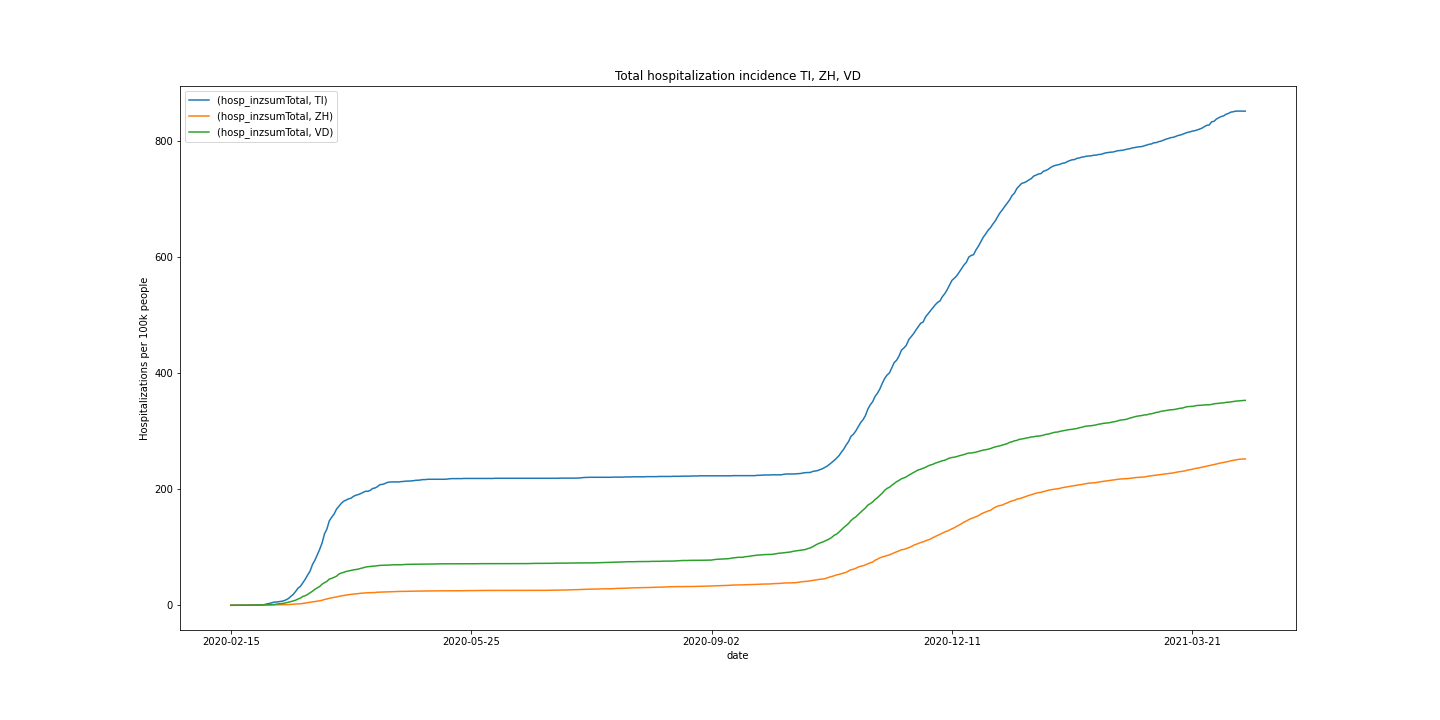 Total hospitalization incidence TI, ZH, VD
(hosp_inzsumTotal, TI)
(hosp_inzsumTotal, ZH)
(hosp_inzsumTotal, VD)
Hospitalizations per 100k people
800
600
400
200
0
2020-02-15
2020-05-25
2020-09-02
2020-12-11
2021-03-21
date